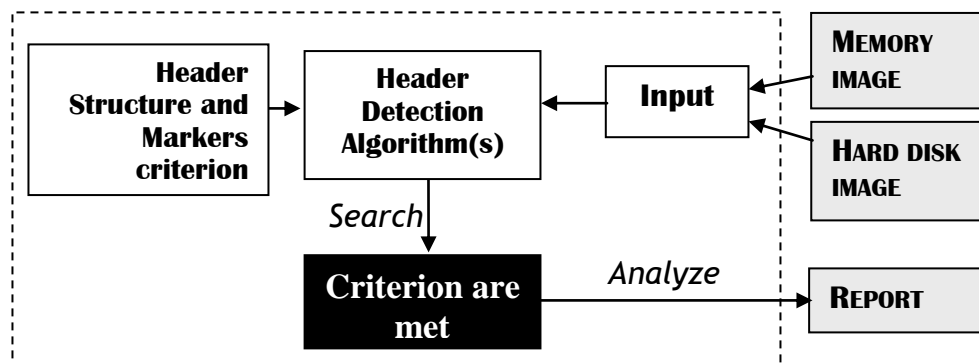 Header
Structure and
Markers
criterion
Header
Detection
Algorithm(s)
Input
MEMORY
IMAGE
HARD DISK
IMAGE
Search
Criterion are
met
Analyze
REPORT